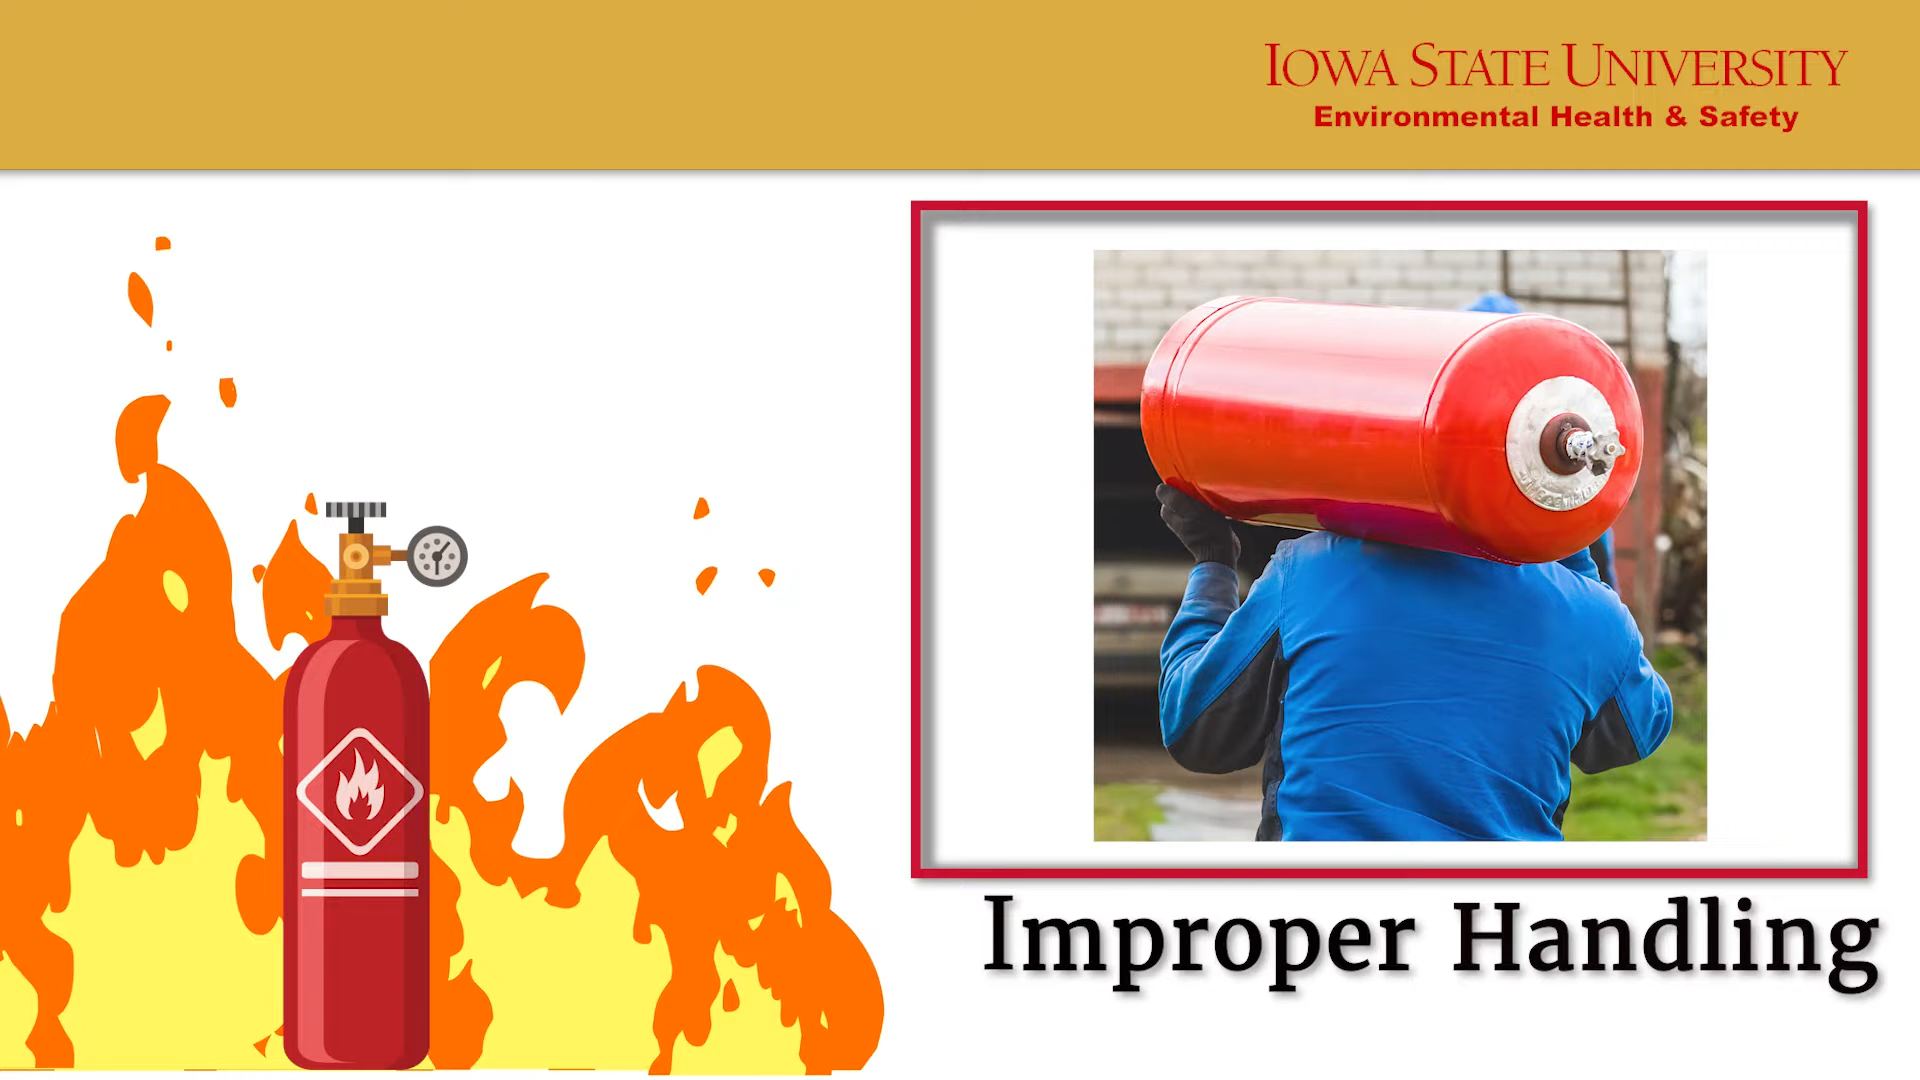 IOWA STATE UNIVERSITY
Environmental Health & Safety
Improper Handling